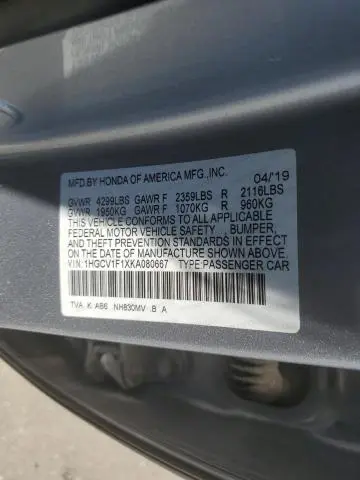 MFD.BY HONDA OF AMERICA MFG.,INC. 04/19
GVWR 4299LBS GAWR F 2359LBS R 2116LBS
GVWR 1950KG GAWR F 1070KG R 960KG
THIS VEHICLE CONFORMS TO ALL APPLICABLE
FEDERAL MOTOR VEHICLE SAFETY , BUMPER,
AND THEFT PREVENTION STANDARDS IN EFFECT
ON THE DATE OF MANUFACTURE SHOWN ABOVE.
VIN:1HGCV1F1XKA080667 TYPE:PASSENGER CAR
TVA. K. AB6 NH830MV .B .A